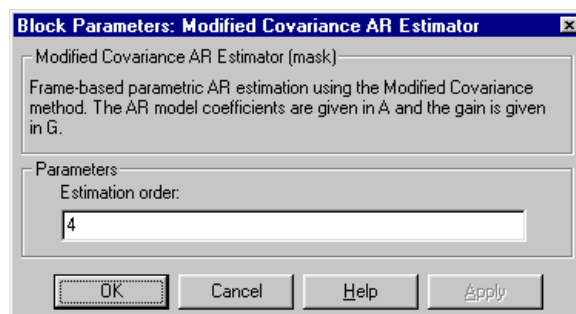 Block Parameters: Modified Covariance AR Estimator
Modified Covariance AR Estimator (mask)
Frame-based parametric AR estimation using the Modified Covariance
method. The AR model coefficients are given in A and the gain is given
in G.
Parameters
Estimation order:
4
OK Cancel Help Apply